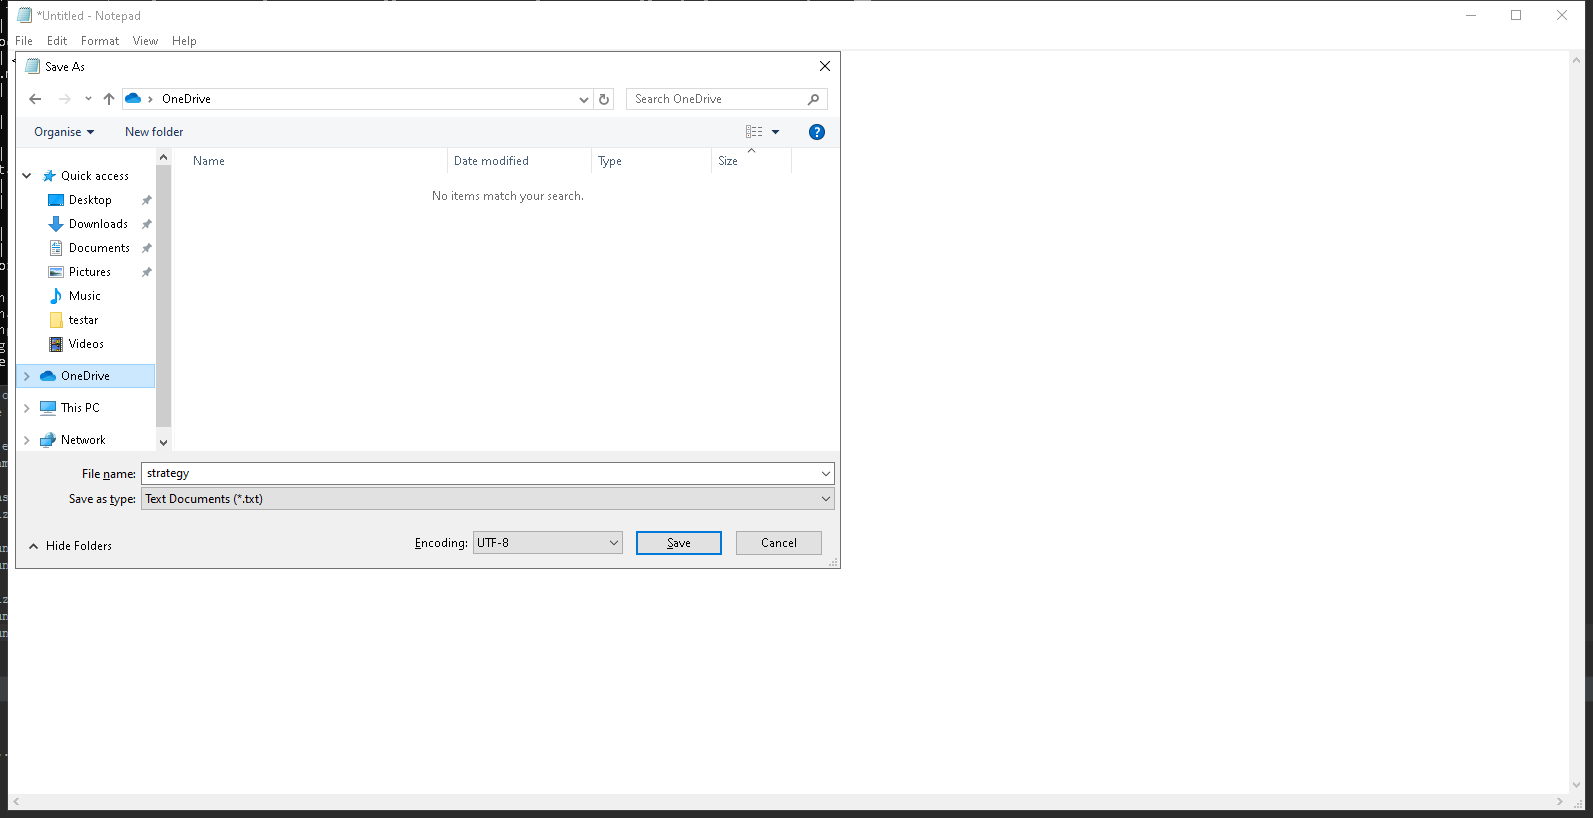 *Untitled - Notepad
File Edit Format View Help
Save As
OneDrive
Search OneDrive
Organise New folder
Name Date modified Type Size
No items match your search.
Quick access
Desktop
Downloads
Documents
Pictures
Music
testar
Videos
OneDrive
This PC
Network
File name: strategy
Save as type: Text Documents (*.txt)
Hide Folders
Encoding: UTF-8 Save Cancel